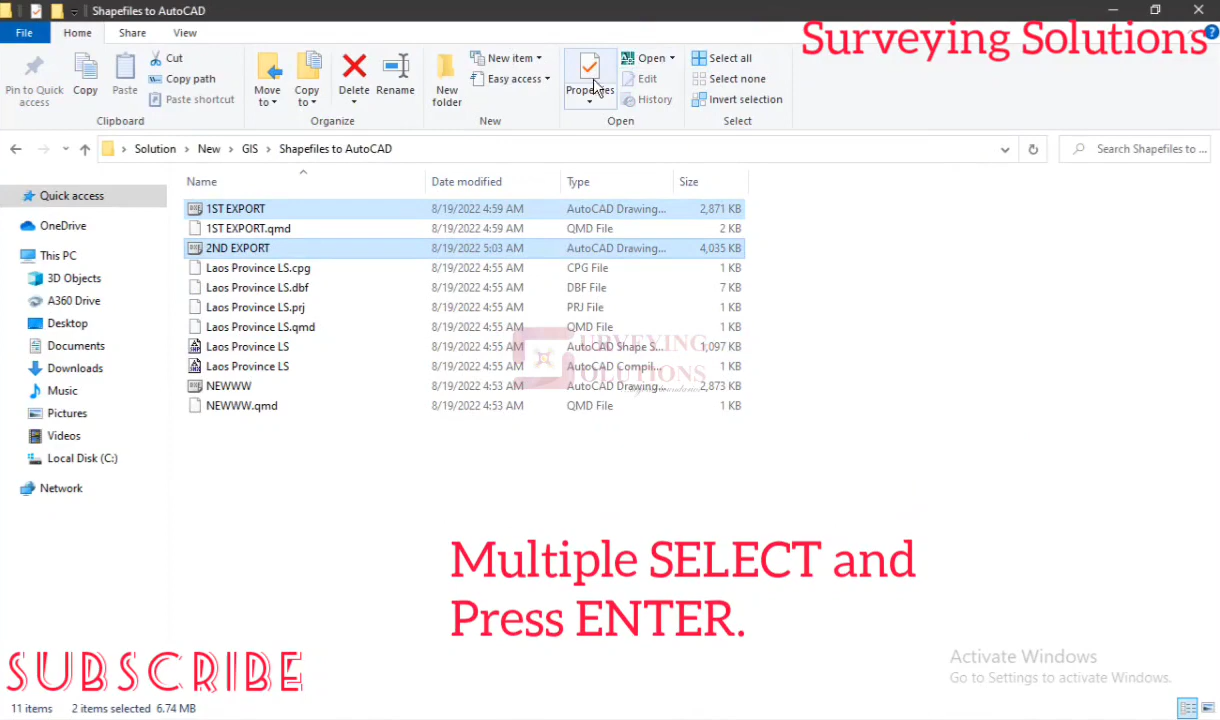 Shapefiles to AutoCAD
File Home Share View
Surveying Solutions
Pin to Quick access
Copy
Paste
Cut
Copy path
Paste shortcut
Clipboard
Move to
Copy to
Delete
Rename
Organize
New folder
New item
Easy access
New
Properties
Open
Edit
History
Open
Select all
Select none
Invert selection
Select
Solution > New > GIS > Shapefiles to AutoCAD
Search Shapefiles to ...
Quick access
OneDrive
This PC
3D Objects
A360 Drive
Desktop
Documents
Downloads
Music
Pictures
Videos
Local Disk (C:)
Network
Name Date modified Type Size
1ST EXPORT 8/19/2022 4:59 AM AutoCAD Drawing... 2,871 KB
1ST EXPORT.qmd 8/19/2022 4:59 AM QMD File 2 KB
2ND EXPORT 8/19/2022 5:03 AM AutoCAD Drawing... 4,035 KB
Laos Province LS.cpg 8/19/2022 4:55 AM CPG File 1 KB
Laos Province LS.dbf 8/19/2022 4:55 AM DBF File 7 KB
Laos Province LS.prj 8/19/2022 4:55 AM PRJ File 1 KB
Laos Province LS.qmd 8/19/2022 4:55 AM QMD File 1 KB
Laos Province LS 8/19/2022 4:55 AM AutoCAD Shape S... 1,097 KB
Laos Province LS 8/19/2022 4:55 AM AutoCAD Compil... 1 KB
NEWWW 8/19/2022 4:53 AM AutoCAD Drawing... 2,873 KB
NEWWW.qmd 8/19/2022 4:53 AM QMD File 1 KB
SURVEYING
SOLUTIONS
Multiple SELECT and
Press ENTER.
SUBSCRIBE
Activate Windows
Go to Settings to activate Windows.
11 items 2 items selected 6.74 MB